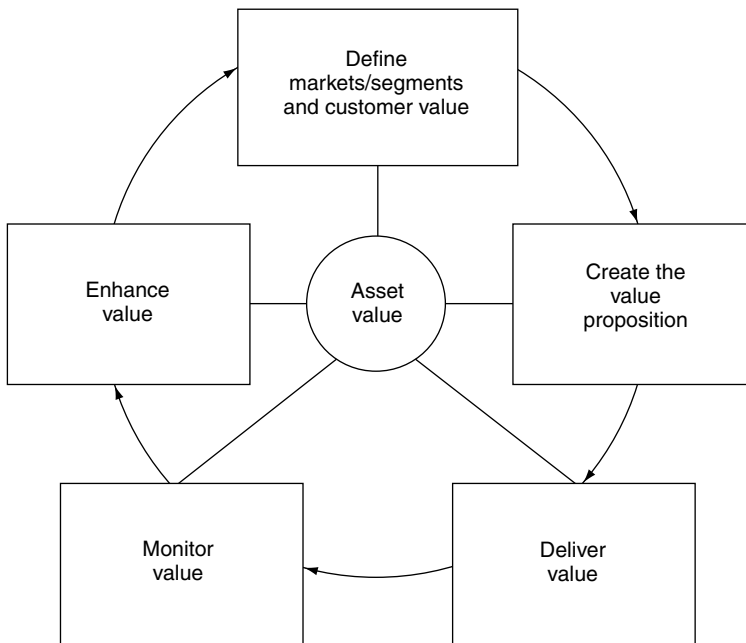 Define
markets/segments
and customer value
Enhance
value
Asset
value
Create the
value
proposition
Monitor
value
Deliver
value